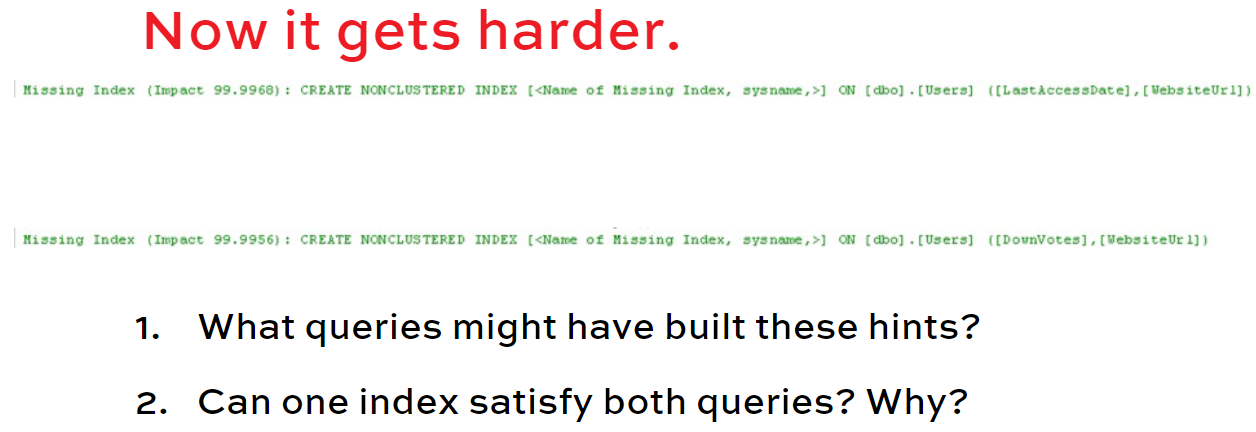 Now it gets harder.
Missing Index (Impact 99.9968): CREATE NONCLUSTERED INDEX [<Name of Missing Index, sysname,>] ON [dbo].[Users] ([LastAccessDate],[WebsiteUrl])
Missing Index (Impact 99.9956): CREATE NONCLUSTERED INDEX [<Name of Missing Index, sysname,>] ON [dbo].[Users] ([DownVotes],[WebsiteUrl])
1. What queries might have built these hints?
2. Can one index satisfy both queries? Why?